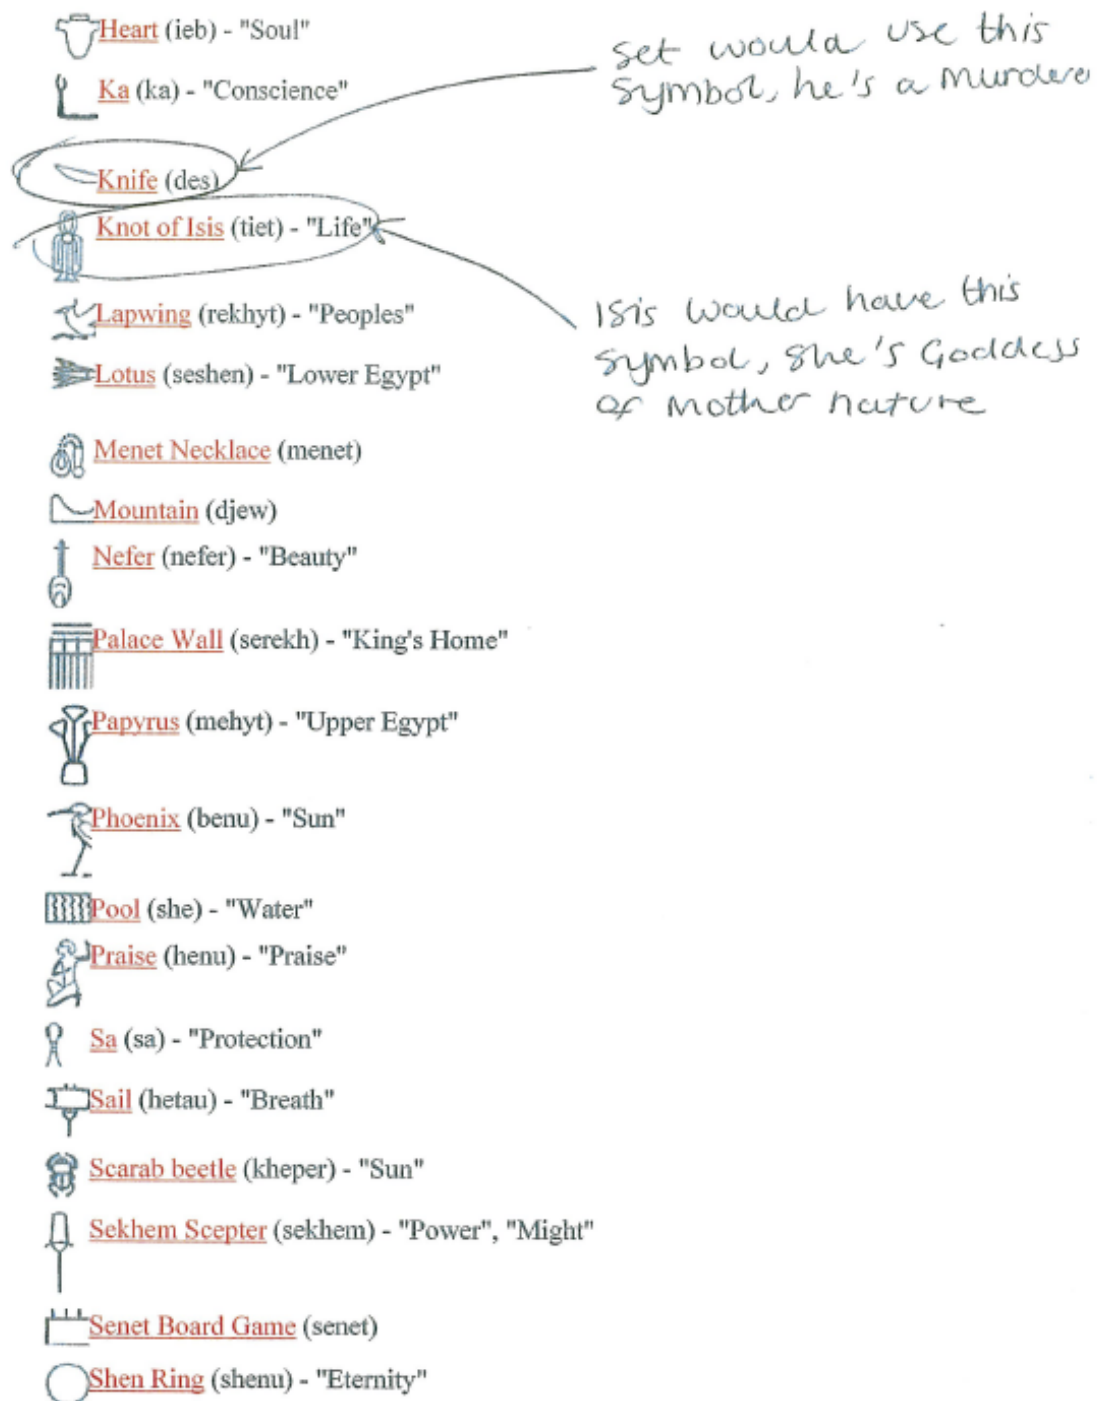 Heart (ieb) - "Soul"
set would use this
symbol, he's a murdere
Ka (ka) - "Conscience"
Knife (des)
Knot of Isis (tiet) - "Life"
Isis would have this
symbol, she's Goddess
of mother nature
Lapwing (rekhyt) - "Peoples"
Lotus (seshen) - "Lower Egypt"
Menet Necklace (menet)
Mountain (djew)
Nefer (nefer) - "Beauty"
Palace Wall (serekh) - "King's Home"
Papyrus (mehyt) - "Upper Egypt"
Phoenix (benu) - "Sun"
Pool (she) - "Water"
Praise (henu) - "Praise"
Sa (sa) - "Protection"
Sail (hetau) - "Breath"
Scarab beetle (kheper) - "Sun"
Sekhem Scepter (sekhem) - "Power", "Might"
Senet Board Game (senet)
Shen Ring (shenu) - "Eternity"